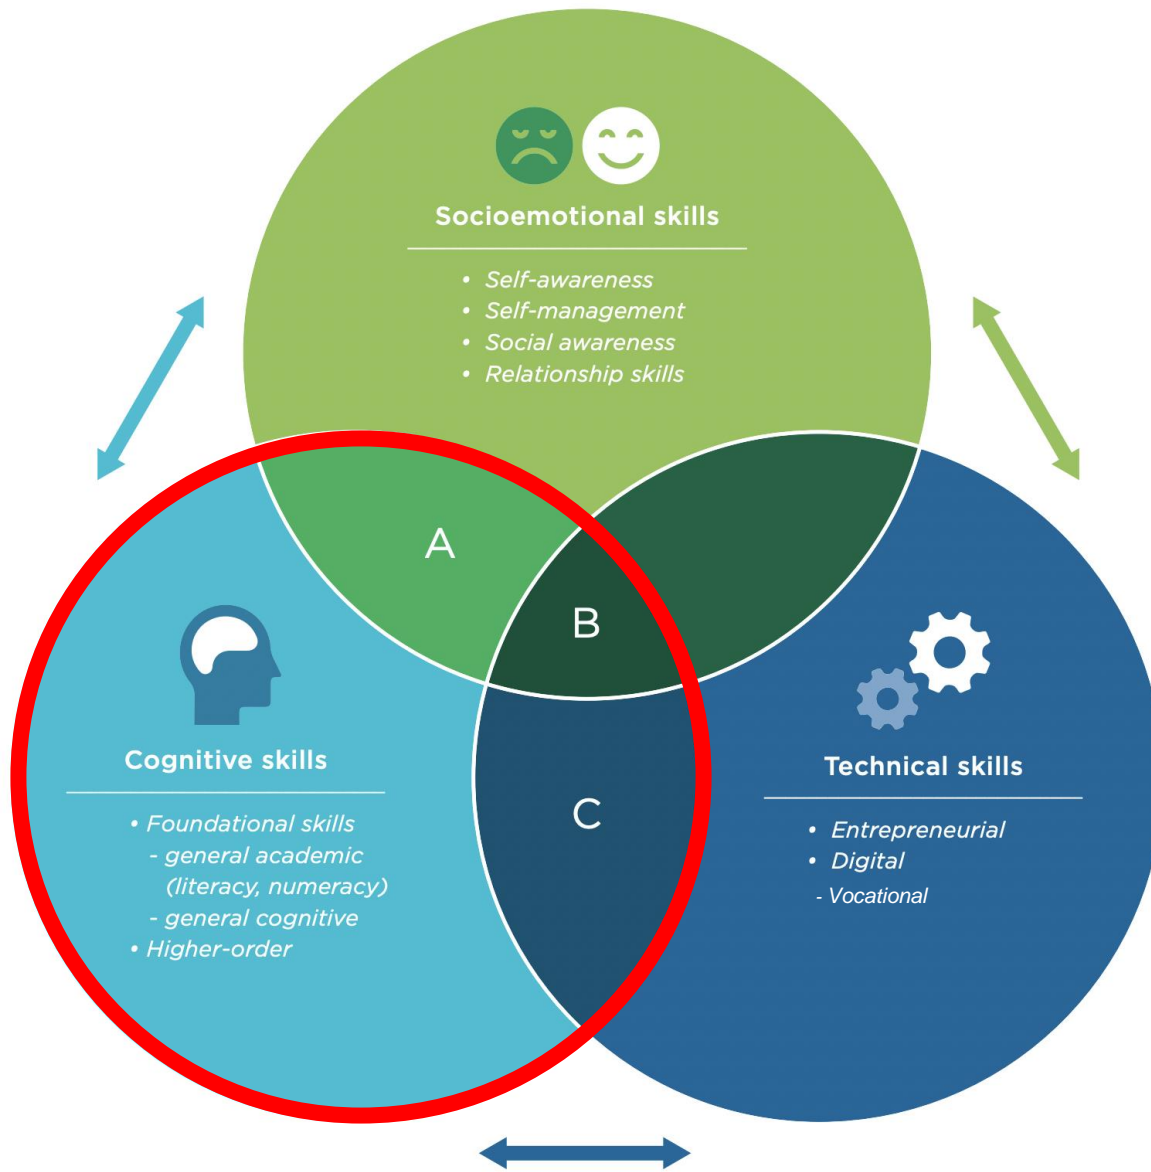 Socioemotional skills
• Self-awareness
• Self-management
• Social awareness
• Relationship skills
A
B
C
Cognitive skills
• Foundational skills
- general academic
(literacy, numeracy)
- general cognitive
• Higher-order
Technical skills
• Entrepreneurial
• Digital
- Vocational